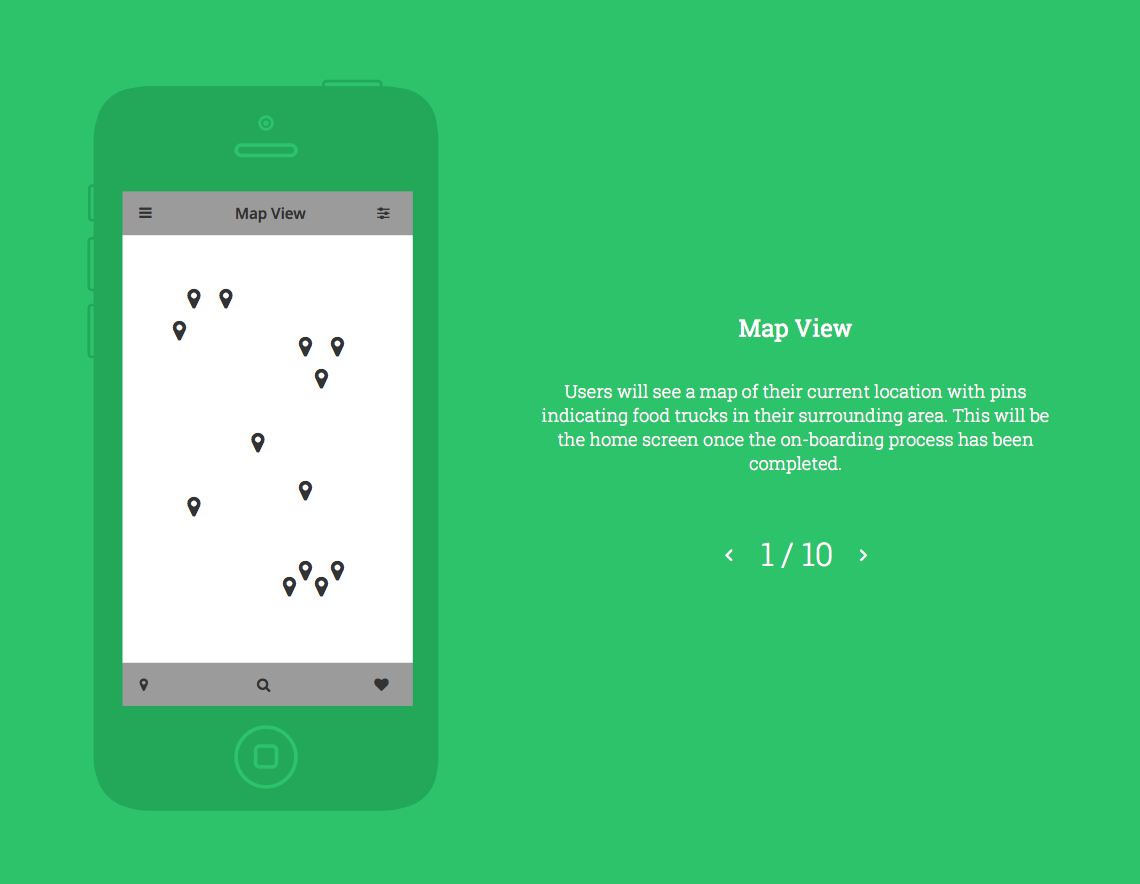 Map View
Map View
Users will see a map of their current location with pins
indicating food trucks in their surrounding area. This will be
the home screen once the on-boarding process has been
completed.
1 / 10